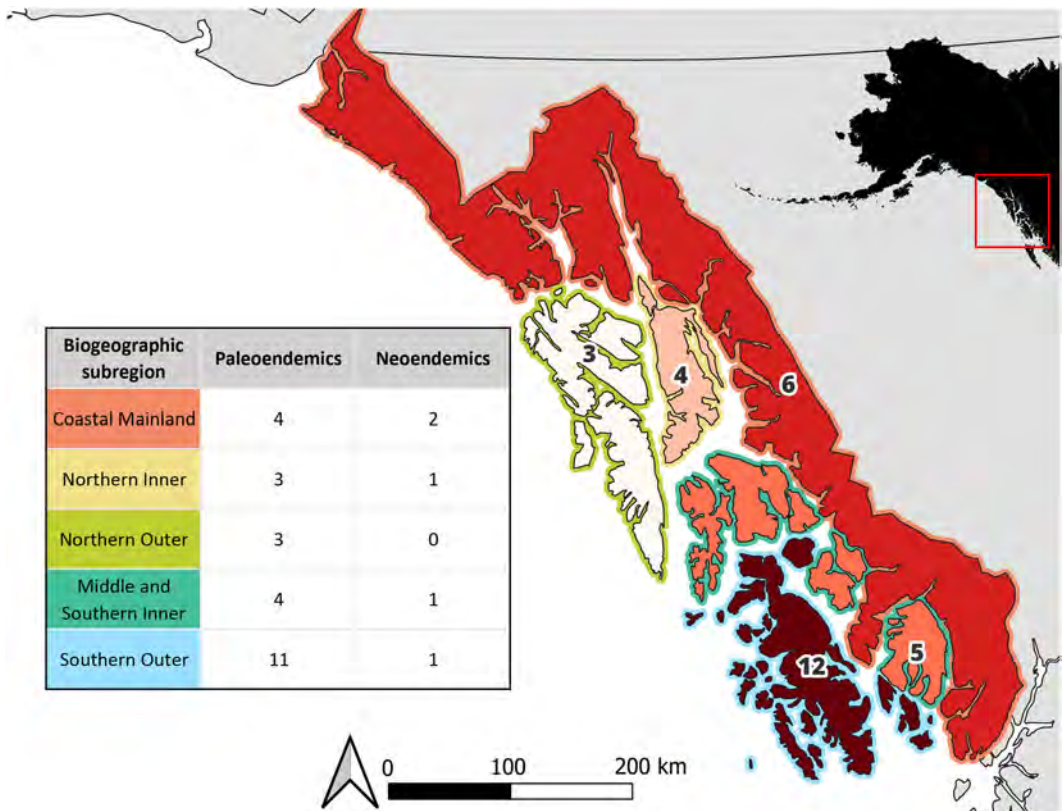 Biogeographic
subregion
Paleoendemics
Neoendemics
Coastal Mainland
4
2
Northern Inner
3
1
Northern Outer
3
0
Middle and
Southern Inner
4
1
Southern Outer
11
1
3
4
6
5
12
0
100
200 km